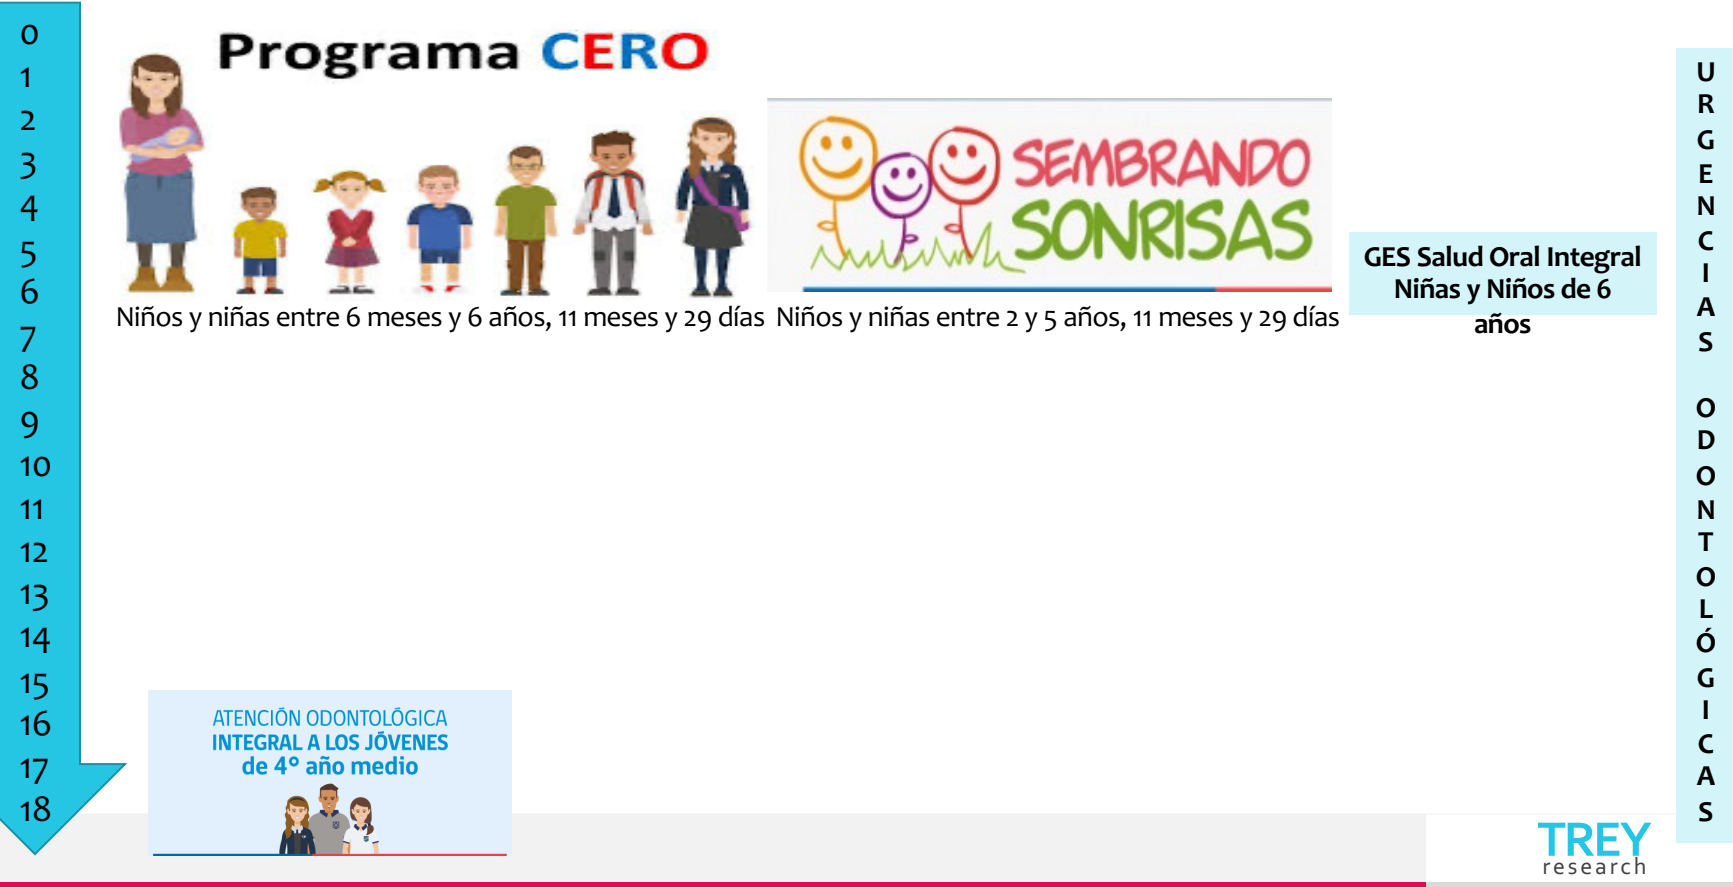 0
1
2
3
4
5
6
7
8
9
10
11
12
13
14
15
16
17
18
Programa CERO
Niños y niñas entre 6 meses y 6 años, 11 meses y 29 días
SEMBRANDO
SONRISAS
Niños y niñas entre 2 y 5 años, 11 meses y 29 días
GES Salud Oral Integral
Niñas y Niños de 6
años
ATENCIÓN ODONTOLÓGICA
INTEGRAL A LOS JÓVENES
de 4° año medio
URGENCIAS ODONTOLÓGICAS
TREY
research